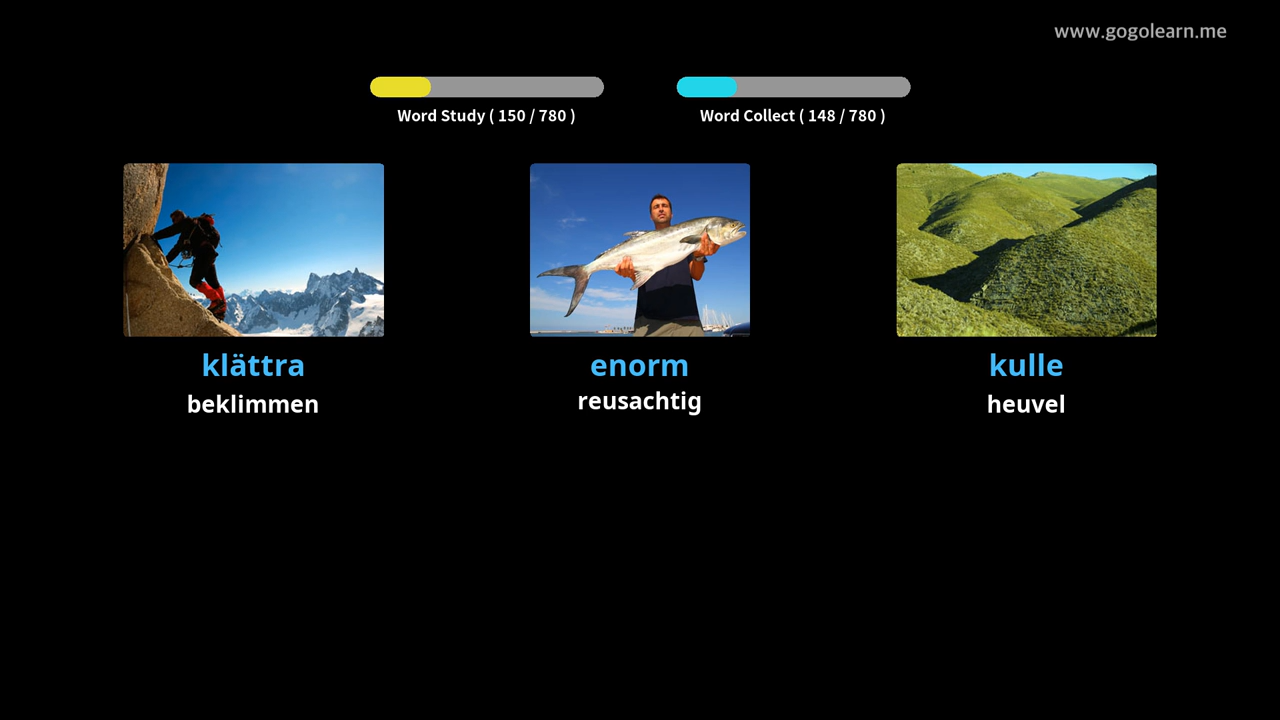 www.gogolearn.me
Word Study ( 150 / 780 )
Word Collect ( 148 / 780 )
klättra
beklimmen
enorm
reusachtig
kulle
heuvel